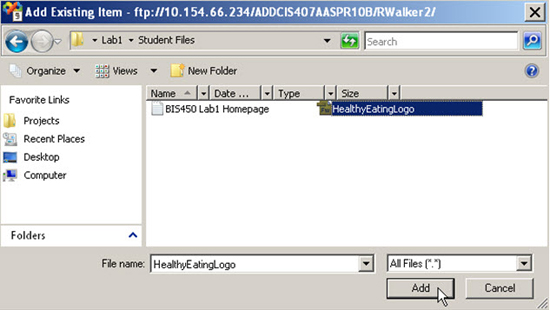 Add Existing Item - ftp://10.154.66.234/ADDCIS407AASPR10B/RWalker2/
Lab1 Student Files Search
Organize Views New Folder
Favorite Links
Projects
Recent Places
Desktop
Computer
Folders
Name Date ... Type Size
BIS450 Lab1 Homepage HealthyEatingLogo
File name: HealthyEatingLogo All Files (*.*)
Add Cancel